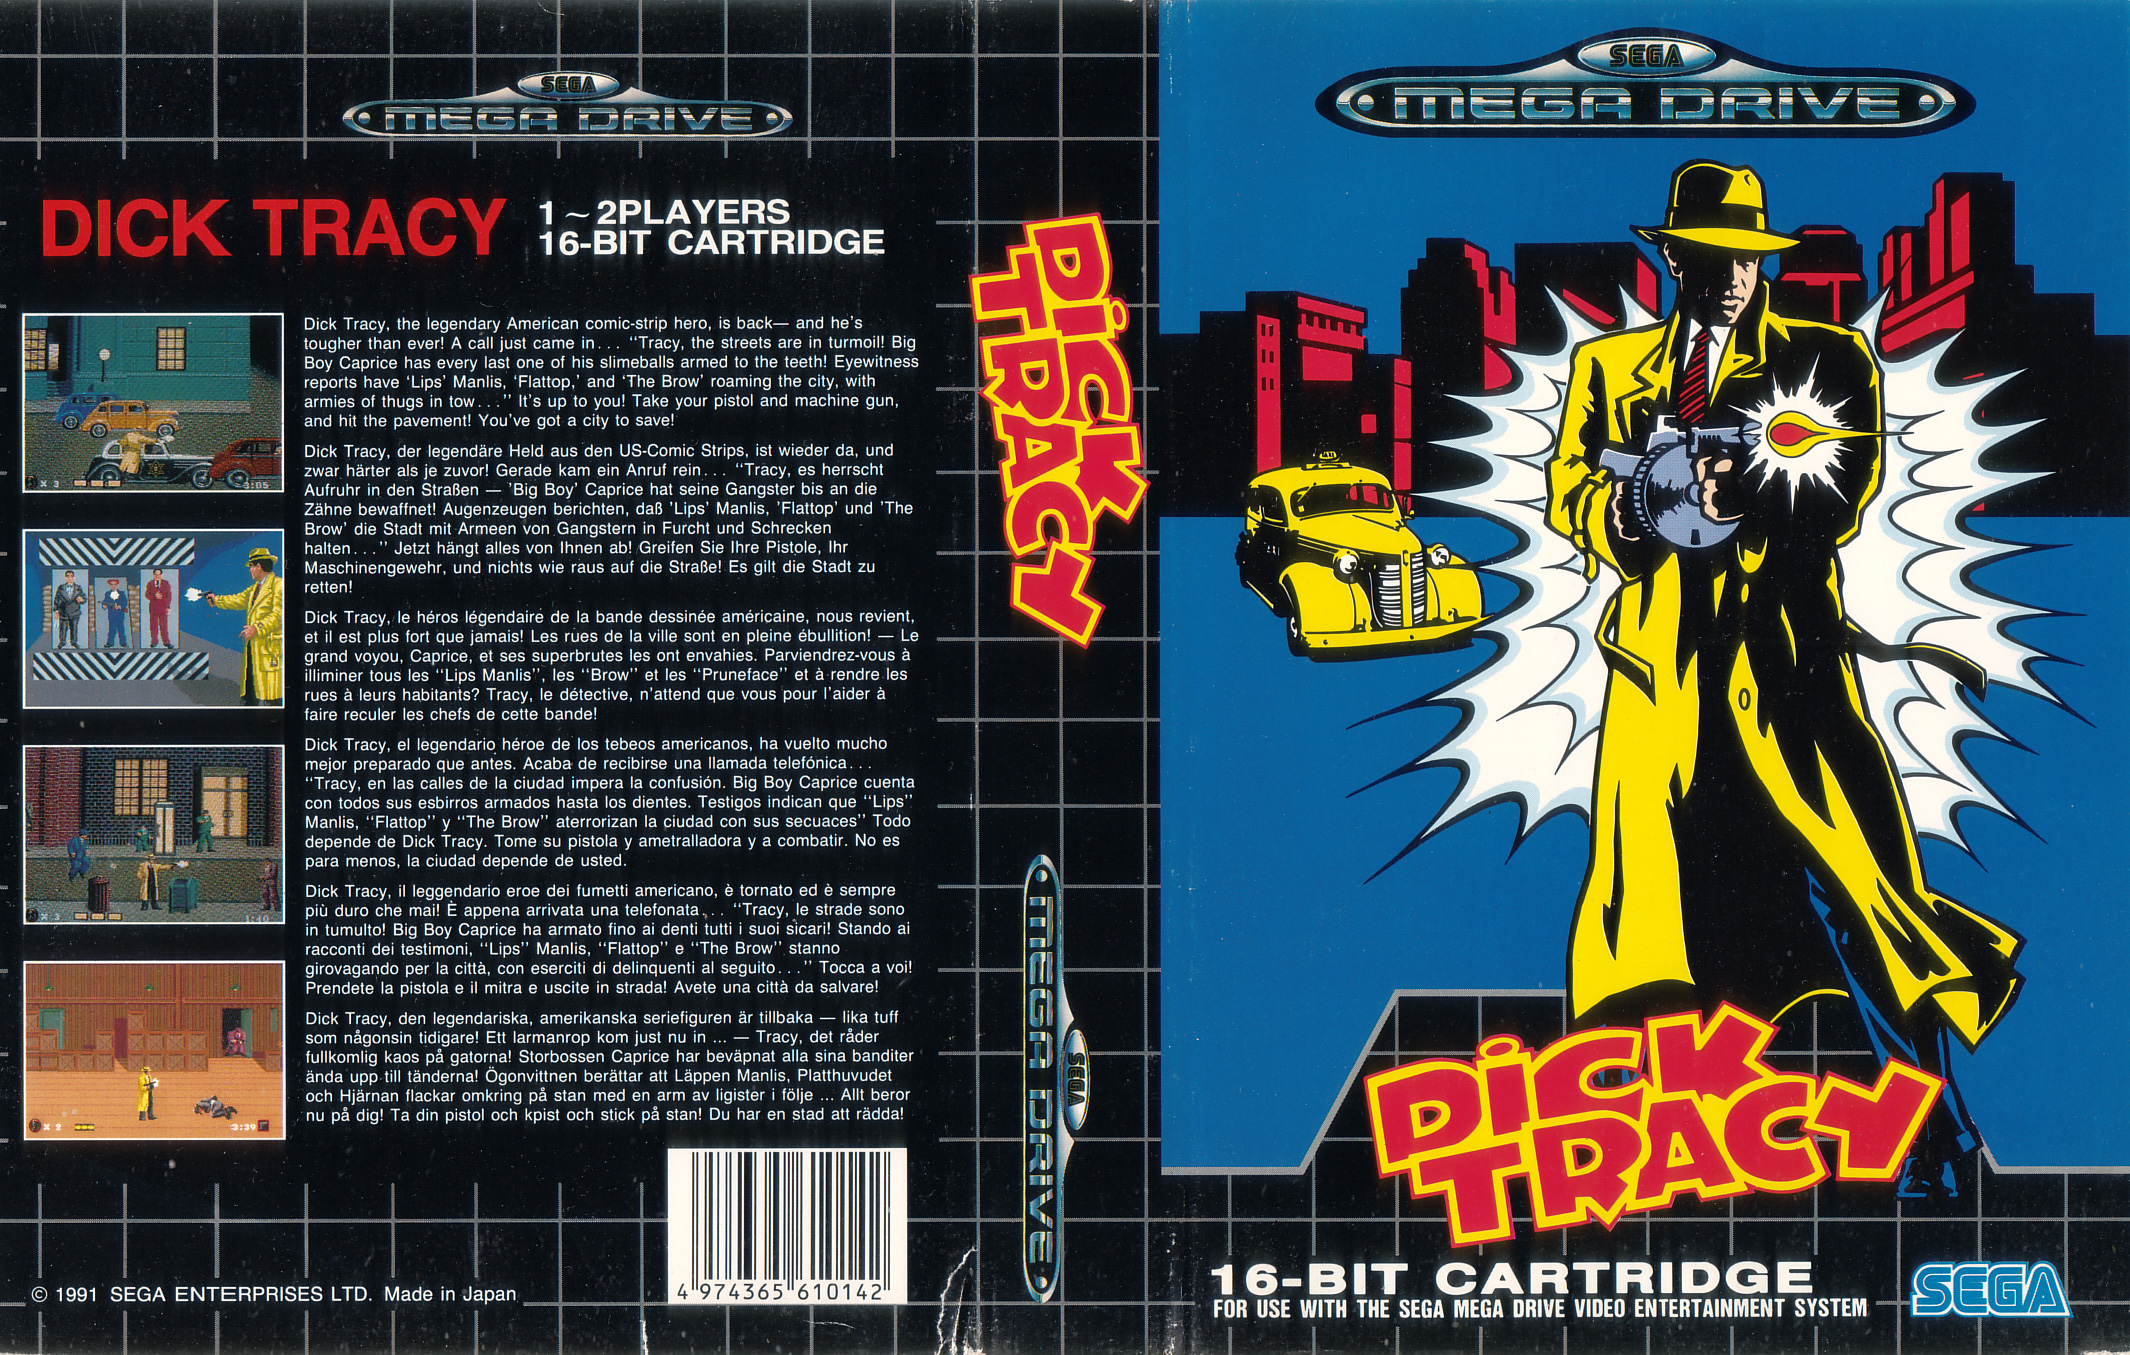 SEGA
MEGA DRIVE
DICK TRACY
1~2PLAYERS
16-BIT CARTRIDGE
Dick Tracy, the legendary American comic-strip hero, is back— and he's
tougher than ever! A call just came in... “Tracy, the streets are in turmoil! Big
Boy Caprice has every last one of his slimeballs armed to the teeth! Eyewitness
reports have ‘Lips’ Manlis, ‘Flattop,’ and ‘The Brow’ roaming the city, with
armies of thugs in tow...” It's up to you! Take your pistol and machine gun,
and hit the pavement! You've got a city to save!
Dick Tracy, der legendäre Held aus den US-Comic Strips, ist wieder da, und
zwar härter als je zuvor! Gerade kam ein Anruf rein... “Tracy, es herrscht
Aufruhr in den Straßen — 'Big Boy' Caprice hat seine Gangster bis an die
Zähne bewaffnet! Augenzeugen berichten, daß 'Lips' Manlis, 'Flattop' und 'The
Brow' die Stadt mit Armeen von Gangstern in Furcht und Schrecken
halten...” Jetzt hängt alles von Ihnen ab! Greifen Sie Ihre Pistole, Ihr
Maschinengewehr, und nichts wie raus auf die Straße! Es gilt die Stadt zu
retten!
Dick Tracy, le héros légendaire de la bande dessinée américaine, nous revient,
et il est plus fort que jamais! Les rües de la ville sont en pleine ébullition! — Le
grand voyou, Caprice, et ses superbrutes les ont envahies. Parviendrez-vous à
illiminer tous les “Lips Manlis”, les “Brow” et les “Pruneface” et à rendre les
rues à leurs habitants? Tracy, le détective, n'attend que vous pour l'aider à
faire reculer les chefs de cette bande!
Dick Tracy, el legendario héroe de los tebeos americanos, ha vuelto mucho
mejor preparado que antes. Acaba de recibirse una llamada telefónica...
“Tracy, en las calles de la ciudad impera la confusión. Big Boy Caprice cuenta
con todos sus esbirros armados hasta los dientes. Testigos indican que “Lips”
Manlis, “Flattop” y “The Brow” aterrorizan la ciudad con sus secuaces” Todo
depende de Dick Tracy. Tome su pistola y ametralladora y a combatir. No es
para menos, la ciudad depende de usted.
Dick Tracy, il leggendario eroe dei fumetti americano, è tornato ed è sempre
più duro che mai! È appena arrivata una telefonata... “Tracy, le strade sono
in tumulto! Big Boy Caprice ha armato fino ai denti tutti i suoi sicari! Stando ai
racconti dei testimoni, “Lips” Manlis, “Flattop” e “The Brow” stanno
girovagando per la città, con eserciti di delinquenti al seguito...” Tocca a voi!
Prendete la pistola e il mitra e uscite in strada! Avete una città da salvare!
Dick Tracy, den legendariska, amerikanska seriefiguren är tillbaka — lika tuff
som någonsin tidigare! Ett larmanrop kom just nu in ... — Tracy, det råder
fullkomlig kaos på gatorna! Storbossen Caprice har beväpnat alla sina banditer
ända upp till tänderna! Ögonvittnen berättar att Läppen Manlis, Platthuvudet
och Hjärnan flackar omkring på stan med en arm av ligister i följe ... Allt beror
nu på dig! Ta din pistol och kpist och stick på stan! Du har en stad att rädda!
X 3
3:05
X 3
1:40
X 2
3:39
4 974365 610142
© 1991 SEGA ENTERPRISES LTD. Made in Japan
DiCK
TRACY
SEGA
MEGA DRIVE
SEGA
MEGA DRIVE
DiCK
TRACY
16-BIT CARTRIDGE
FOR USE WITH THE SEGA MEGA DRIVE VIDEO ENTERTAINMENT SYSTEM
SEGA